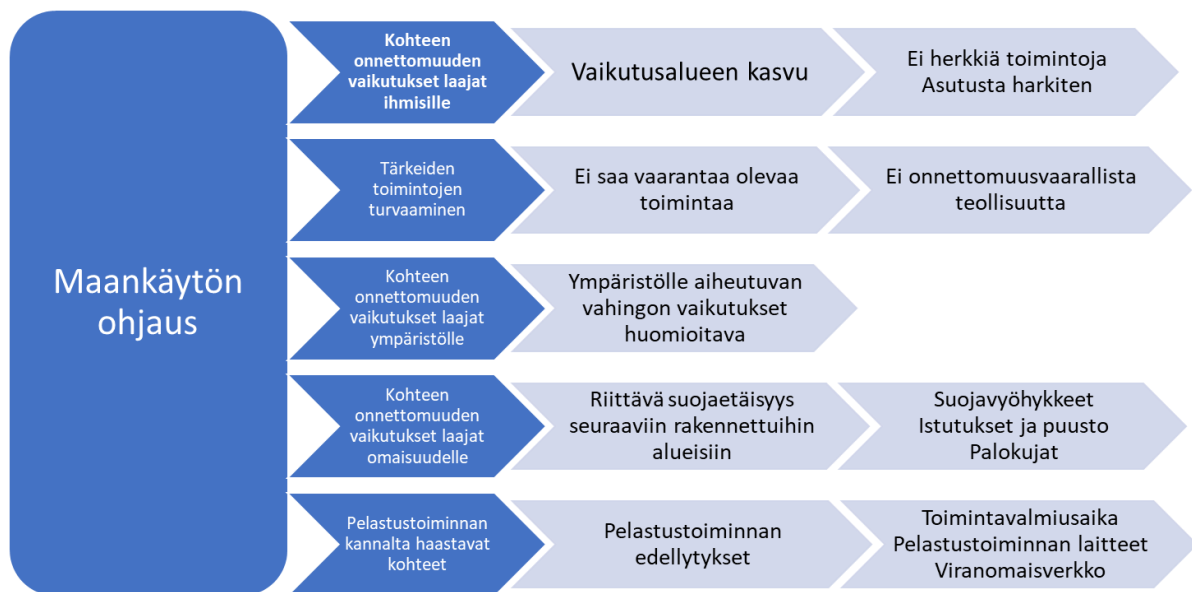 Maankäytön
ohjaus
Kohteen
onnettomuuden
vaikutukset laajat
ihmisille
Vaikutusalueen kasvu
Ei herkkiä toimintoja
Asutusta harkiten
Tärkeiden
toimintojen
turvaaminen
Ei saa vaarantaa olevaa
toimintaa
Ei onnettomuusvaarallista
teollisuutta
Kohteen
onnettomuuden
vaikutukset laajat
ympäristölle
Ympäristölle aiheutuvan
vahingon vaikutukset
huomioitava
Kohteen
onnettomuuden
vaikutukset laajat
omaisuudelle
Riittävä suojaetäisyys
seuraaviin rakennettuihin
alueisiin
Suojavyöhykkeet
Istutukset ja puusto
Palokujat
Pelastustoiminnan
kannalta haastavat
kohteet
Pelastustoiminnan
edellytykset
Toimintavalmiusaika
Pelastustoiminnan laitteet
Viranomaisverkko